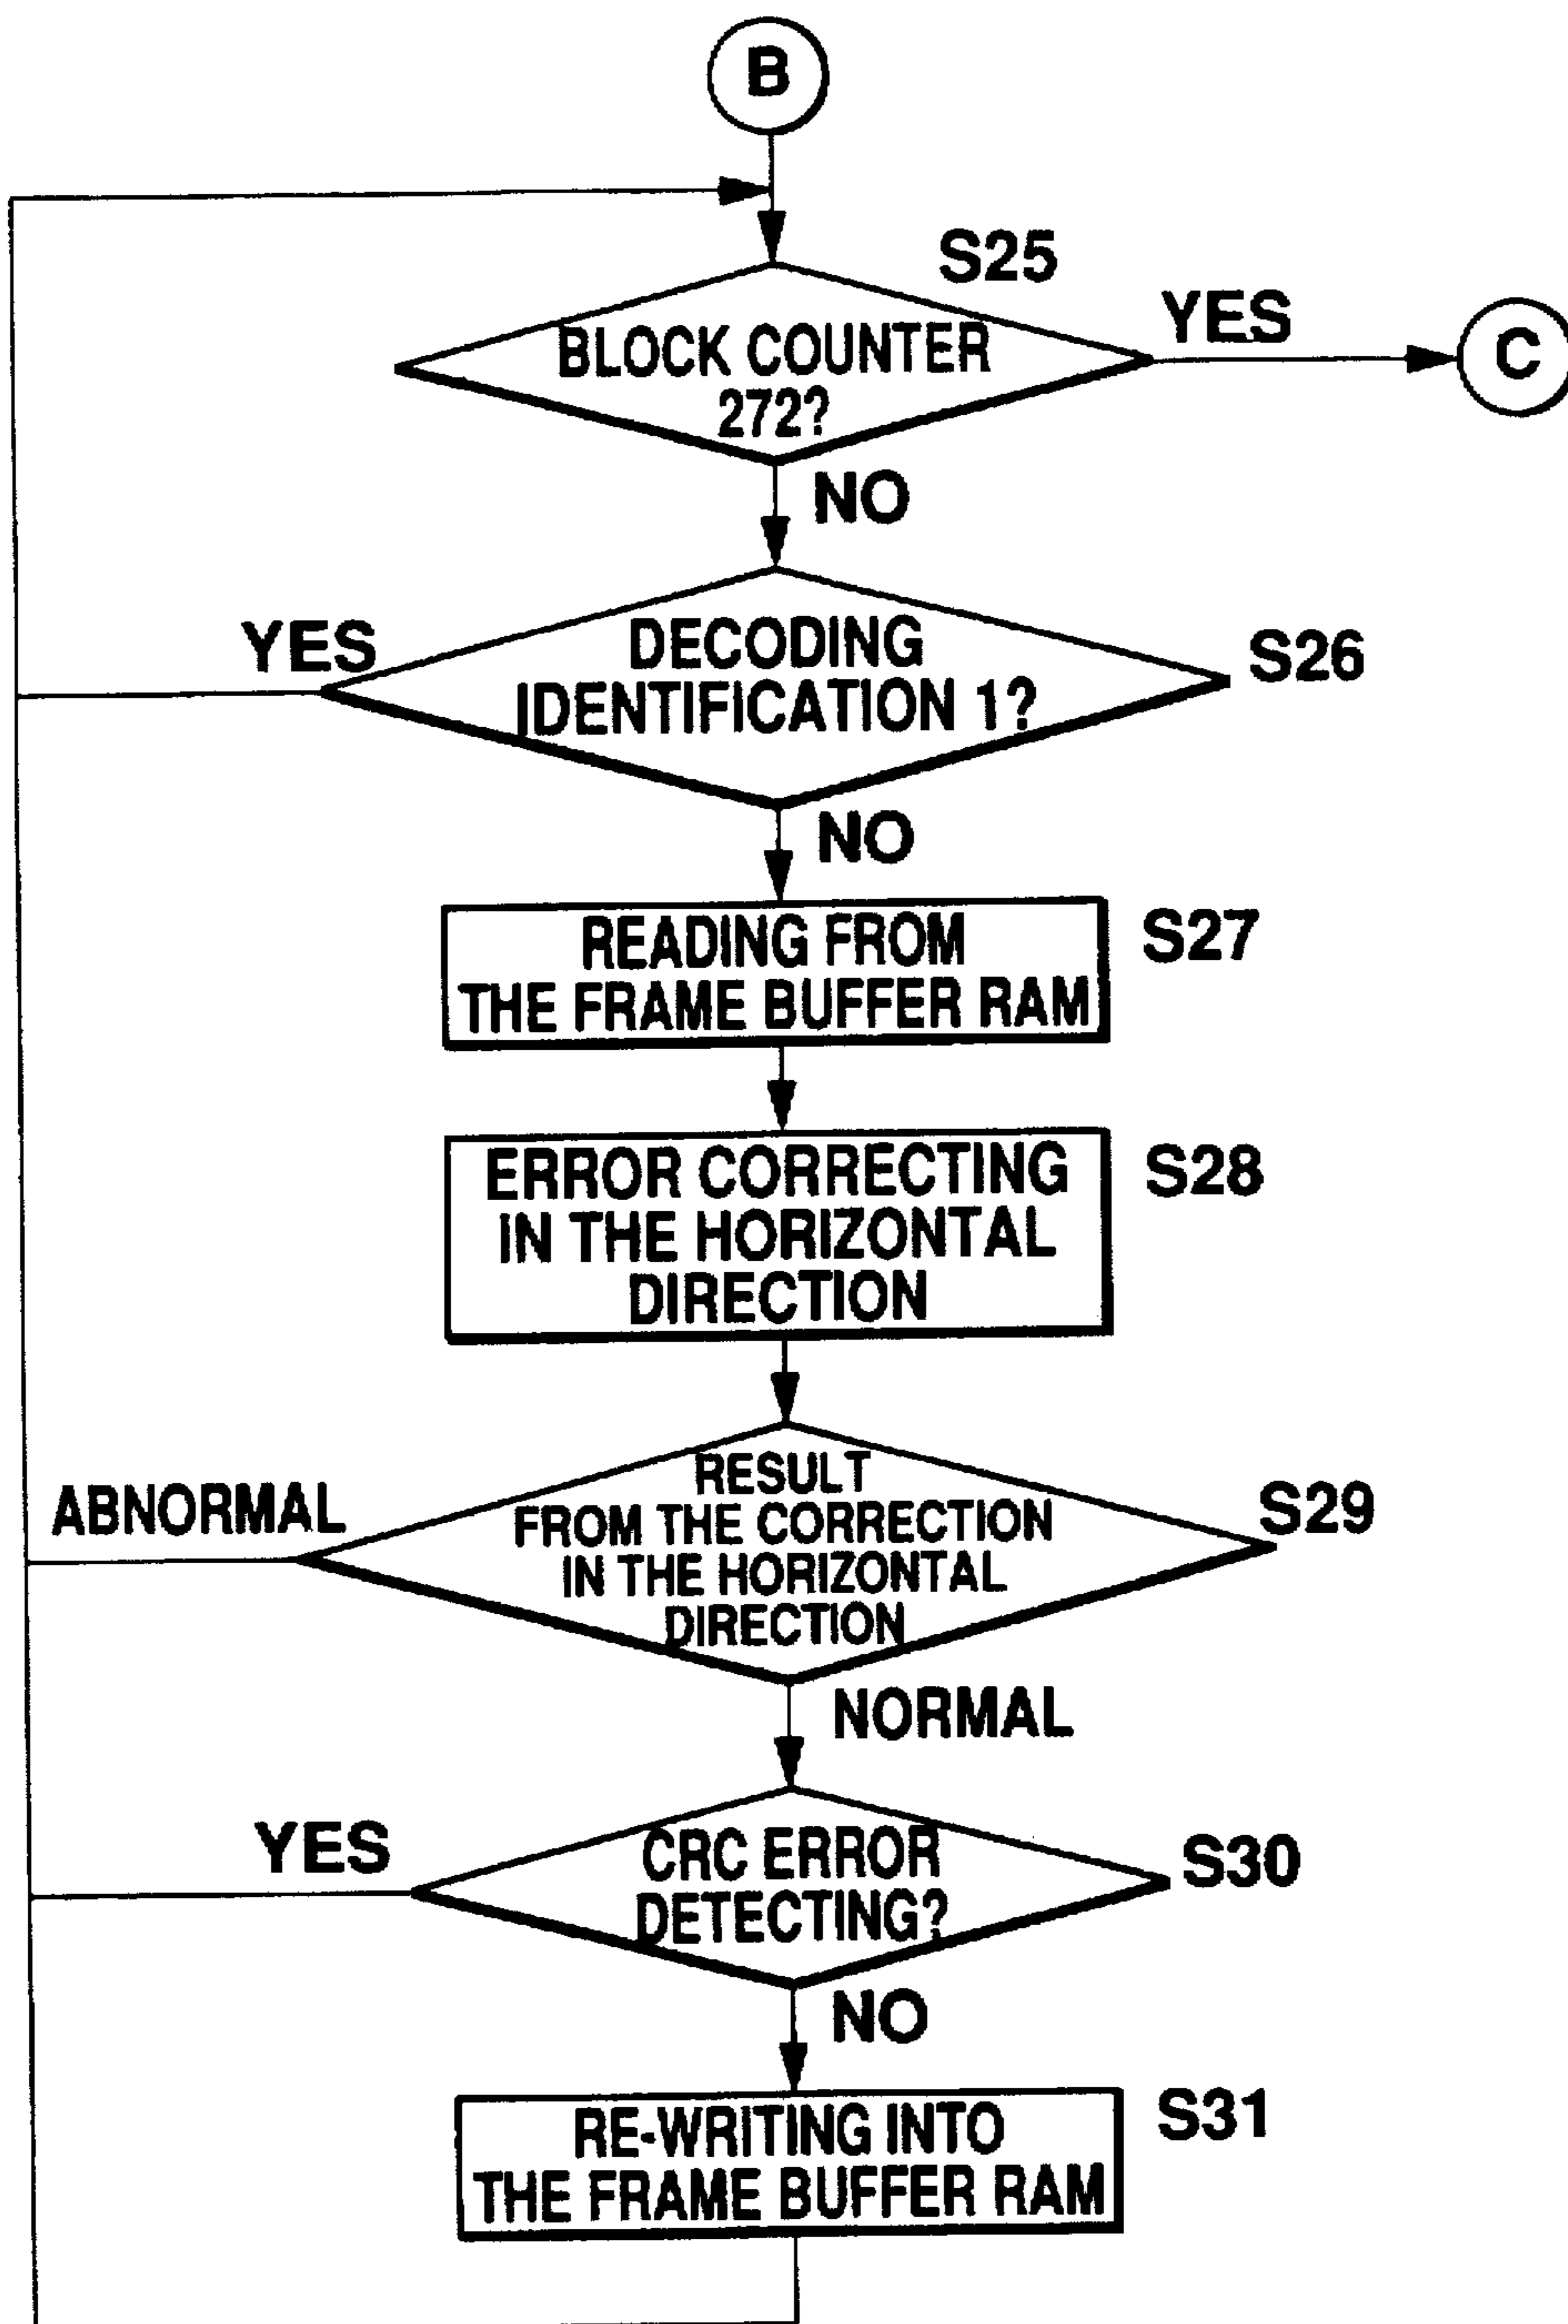 B
S25
BLOCK COUNTER
272?
YES
C
NO
YES
DECODING
IDENTIFICATION 1?
S26
NO
READING FROM
THE FRAME BUFFER RAM
S27
ERROR CORRECTING
IN THE HORIZONTAL
DIRECTION
S28
ABNORMAL
RESULT
FROM THE CORRECTION
IN THE HORIZONTAL
DIRECTION
S29
NORMAL
YES
CRC ERROR
DETECTING?
S30
NO
RE-WRITING INTO
THE FRAME BUFFER RAM
S31